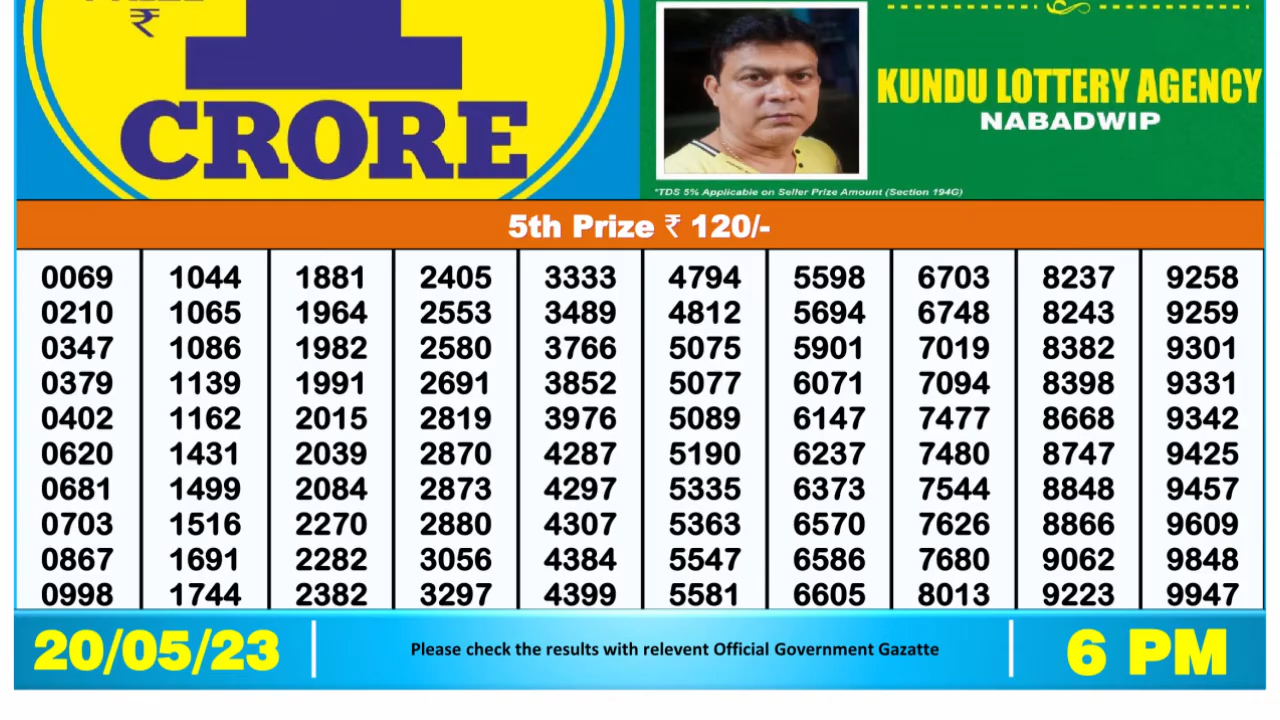 ₹
1
CRORE
KUNDU LOTTERY AGENCY
NABADWIP
*TDS 5% Applicable on Seller Prize Amount (Section 194G)
5th Prize ₹ 120/-
0069 1044 1881 2405 3333 4794 5598 6703 8237 9258
0210 1065 1964 2553 3489 4812 5694 6748 8243 9259
0347 1086 1982 2580 3766 5075 5901 7019 8382 9301
0379 1139 1991 2691 3852 5077 6071 7094 8398 9331
0402 1162 2015 2819 3976 5089 6147 7477 8668 9342
0620 1431 2039 2870 4287 5190 6237 7480 8747 9425
0681 1499 2084 2873 4297 5335 6373 7544 8848 9457
0703 1516 2270 2880 4307 5363 6570 7626 8866 9609
0867 1691 2282 3056 4384 5547 6586 7680 9062 9848
0998 1744 2382 3297 4399 5581 6605 8013 9223 9947
20/05/23
Please check the results with relevent Official Government Gazatte
6 PM